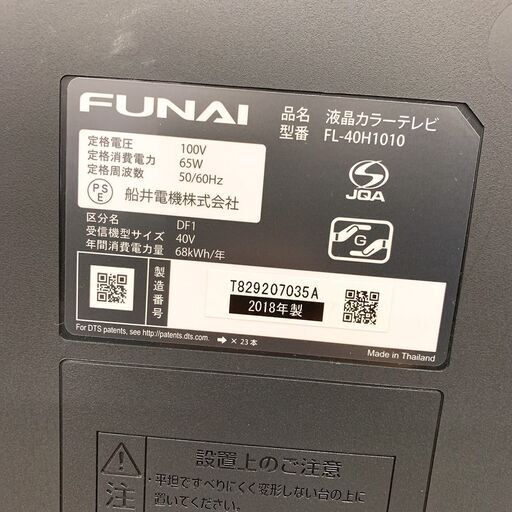 FUNAI
品名 液晶カラーテレビ
型番 FL-40H1010
定格電圧 100V
定格消費電力 65W
定格周波数 50/60Hz
PSE 船井電機株式会社
JQA
G
区分名 DF1
受信機型サイズ 40V
年間消費電力量 68kWh/年
製造番号
T829207035A
2018年製
For DTS patents, see http://patents.dts.com.
→ × 23本
Made in Thailand
設置上のご注意
注
・平坦ですべりにくく変形しない台の上に
置いてください。